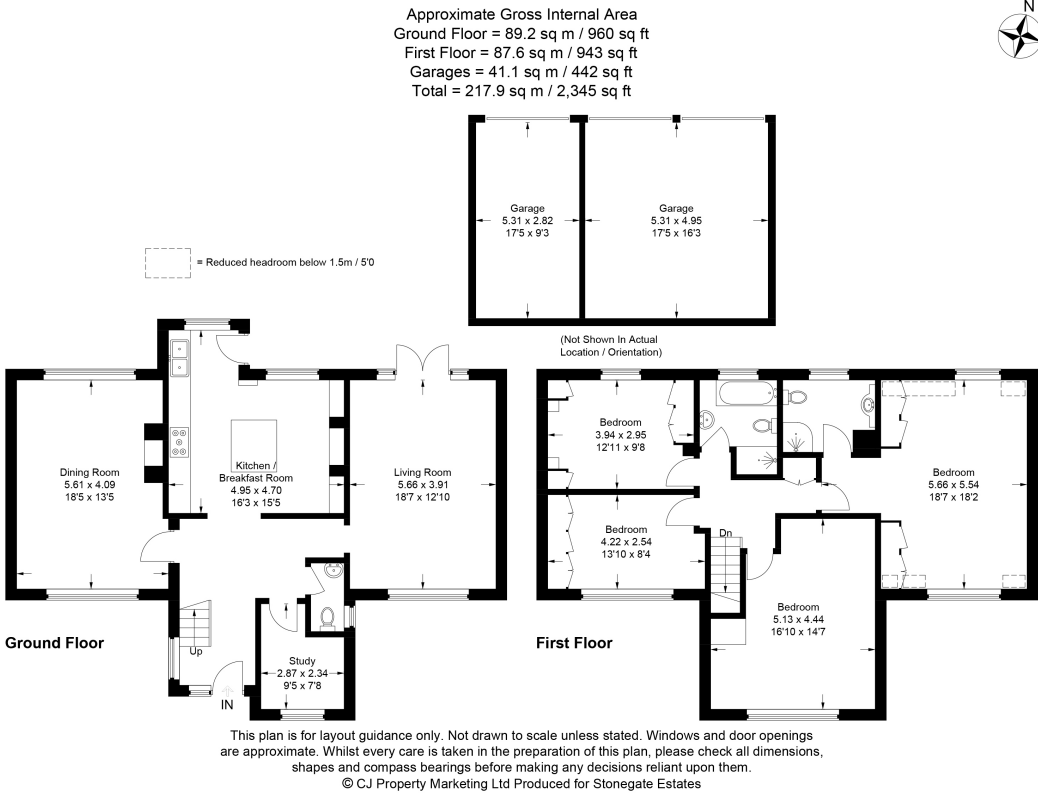 Approximate Gross Internal Area
Ground Floor = 89.2 sq m / 960 sq ft
First Floor = 87.6 sq m / 943 sq ft
Garages = 41.1 sq m / 442 sq ft
Total = 217.9 sq m / 2,345 sq ft
N
Garage
5.31 x 2.82
17'5 x 9'3
Garage
5.31 x 4.95
17'5 x 16'3
= Reduced headroom below 1.5m / 5'0
(Not Shown In Actual
Location / Orientation)
Dining Room
5.61 x 4.09
18'5 x 13'5
Kitchen /
Breakfast Room
4.95 x 4.70
16'3 x 15'5
Living Room
5.66 x 3.91
18'7 x 12'10
Up
IN
Study
2.87 x 2.34
9'5 x 7'8
Ground Floor
Bedroom
3.94 x 2.95
12'11 x 9'8
Bedroom
4.22 x 2.54
13'10 x 8'4
Dn
Bedroom
5.66 x 5.54
18'7 x 18'2
Bedroom
5.13 x 4.44
16'10 x 14'7
First Floor
This plan is for layout guidance only. Not drawn to scale unless stated. Windows and door openings
are approximate. Whilst every care is taken in the preparation of this plan, please check all dimensions,
shapes and compass bearings before making any decisions reliant upon them.
© CJ Property Marketing Ltd Produced for Stonegate Estates